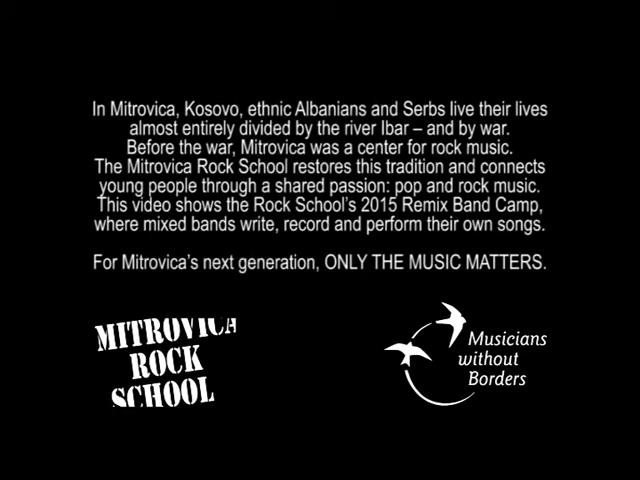 In Mitrovica, Kosovo, ethnic Albanians and Serbs live their lives
almost entirely divided by the river Ibar – and by war.
Before the war, Mitrovica was a center for rock music.
The Mitrovica Rock School restores this tradition and connects
young people through a shared passion: pop and rock music.
This video shows the Rock School's 2015 Remix Band Camp,
where mixed bands write, record and perform their own songs.
For Mitrovica's next generation, ONLY THE MUSIC MATTERS.
MITROVICA
ROCK
SCHOOL
Musicians
without
Borders